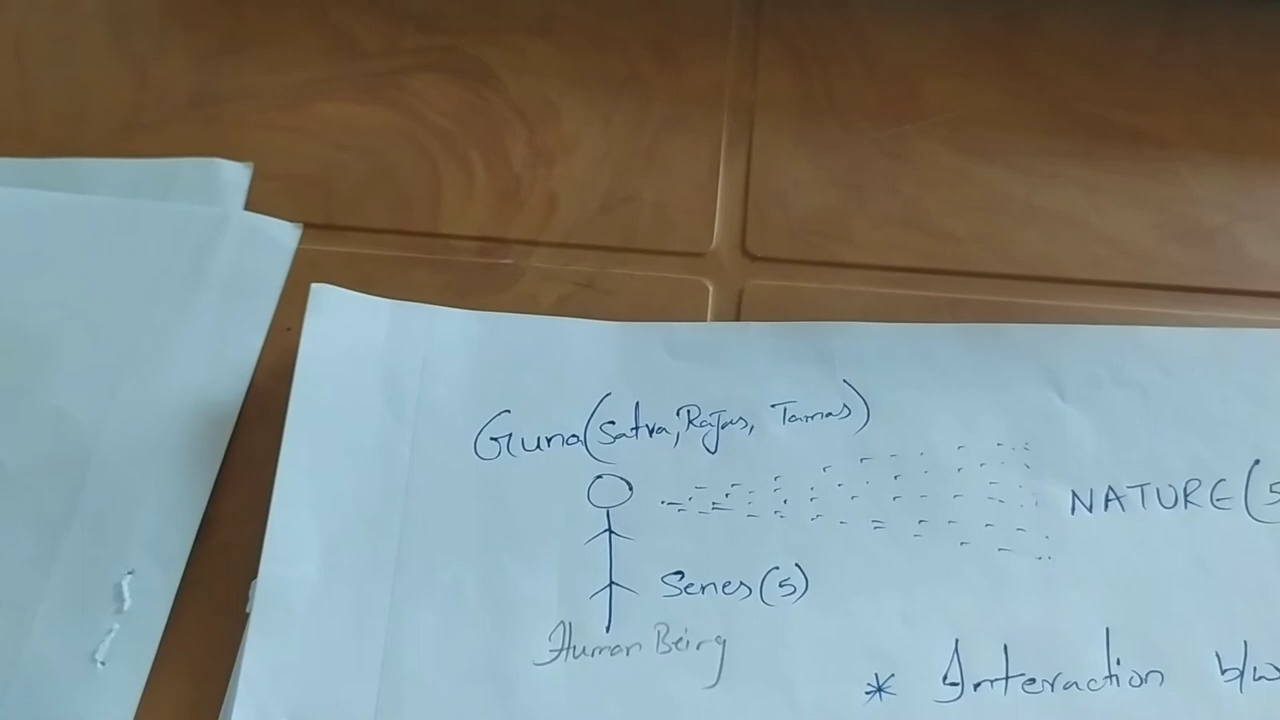 Guna(Satva, Rajas, Tamas)
NATURE(5
Senes(5)
Human Being
* Interaction b/w